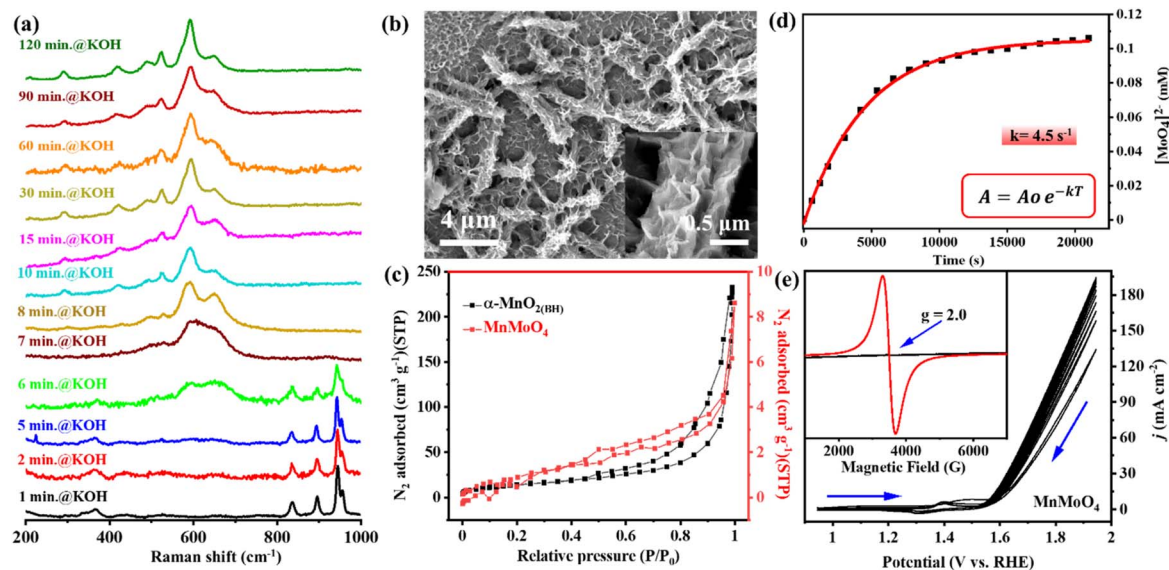 (a)
120 min.@KOH
90 min.@KOH
60 min.@KOH
30 min.@KOH
15 min.@KOH
10 min.@KOH
8 min.@KOH
7 min.@KOH
6 min.@KOH
5 min.@KOH
2 min.@KOH
1 min.@KOH
200 400 600 800 1000
Raman shift (cm-1)
(b)
4 µm
0.5 µm
(c)
N2 adsorbed (cm3 g-1)(STP)
250
200
150
100
50
0
α-MnO2(BH)
MnMoO4
10
8
6
4
2
0
N2 adsorbed (cm3 g-1)(STP)
0 0.2 0.4 0.6 0.8 1
Relative pressure (P/P0)
(d)
0.12
0.1
0.08
0.06
0.04
0.02
0
[MoO4]2- (mM)
k= 4.5 s-1
A = Ao e−kT
0 5000 10000 15000 20000
Time (s)
(e)
g = 2.0
2000 4000 6000
Magnetic Field (G)
180
150
120
90
60
30
0
j (mA cm-2)
MnMoO4
1 1.2 1.4 1.6 1.8 2
Potential (V vs. RHE)